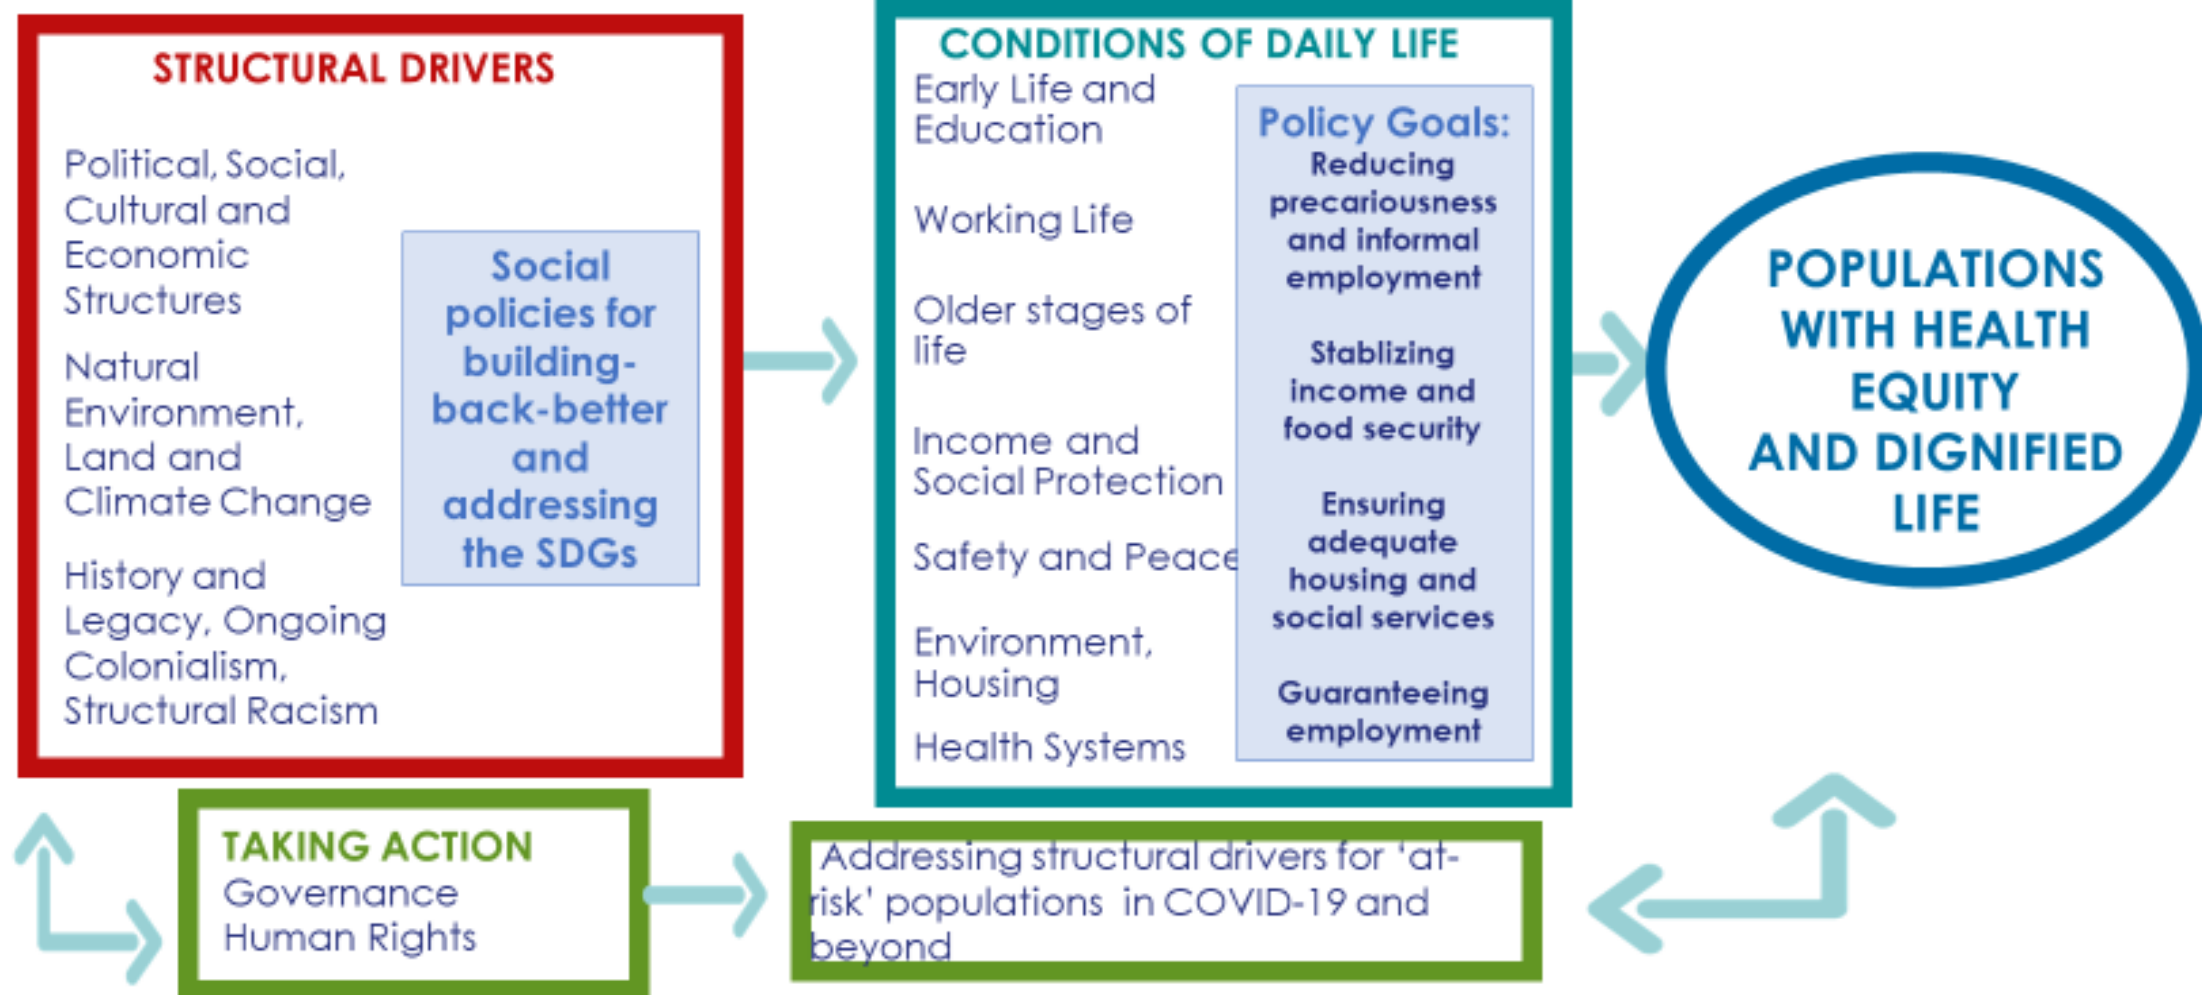 STRUCTURAL DRIVERS
Political, Social,
Cultural and
Economic
Structures
Natural
Environment,
Land and
Climate Change
History and
Legacy, Ongoing
Colonialism,
Structural Racism
Social
policies for
building-
back-better
and
addressing
the SDGs
CONDITIONS OF DAILY LIFE
Early Life and
Education
Working Life
Older stages of
life
Income and
Social Protection
Safety and Peace
Environment,
Housing
Health Systems
Policy Goals:
Reducing
precariousness
and informal
employment
Stablizing
income and
food security
Ensuring
adequate
housing and
social services
Guaranteeing
employment
POPULATIONS
WITH HEALTH
EQUITY
AND DIGNIFIED
LIFE
TAKING ACTION
Governance
Human Rights
Addressing structural drivers for ‘at-
risk’ populations in COVID-19 and
beyond